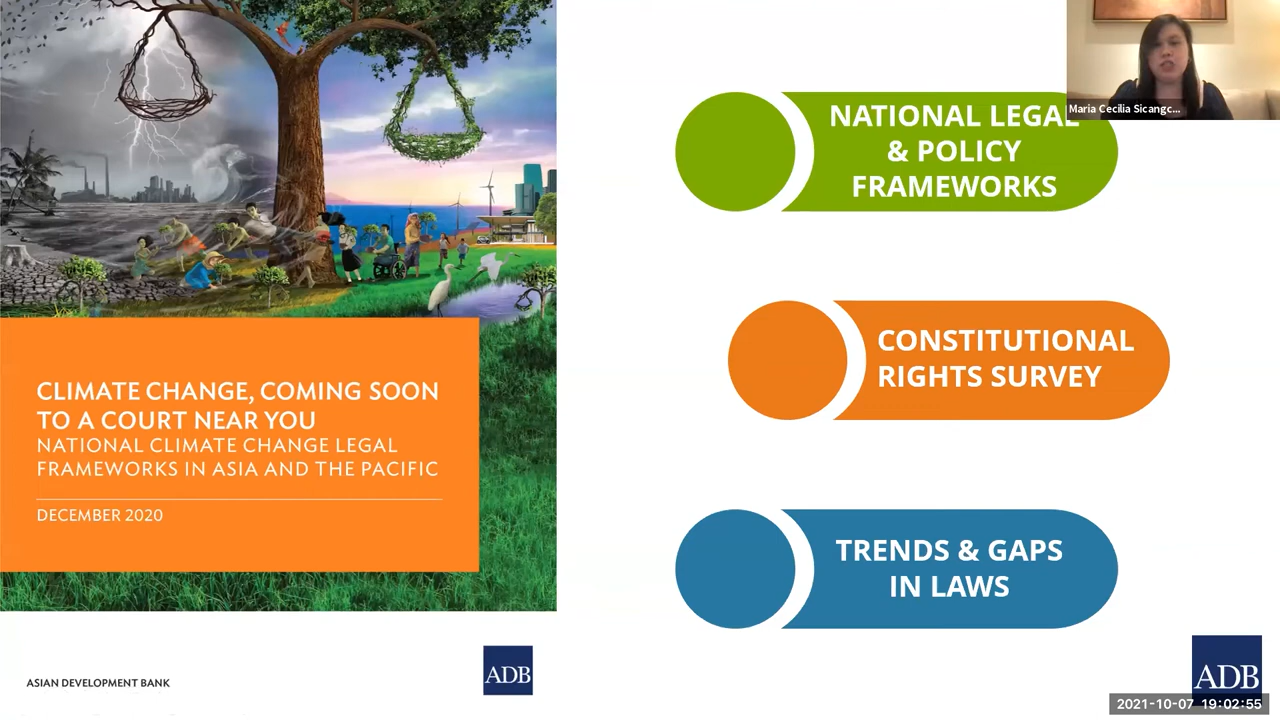 CLIMATE CHANGE, COMING SOON
TO A COURT NEAR YOU
NATIONAL CLIMATE CHANGE LEGAL
FRAMEWORKS IN ASIA AND THE PACIFIC
DECEMBER 2020
ASIAN DEVELOPMENT BANK
ADB
NATIONAL LEGAL
& POLICY
FRAMEWORKS
CONSTITUTIONAL
RIGHTS SURVEY
TRENDS & GAPS
IN LAWS
Maria Cecilia Sicangc...
ADB
2021-10-07 19:02:55